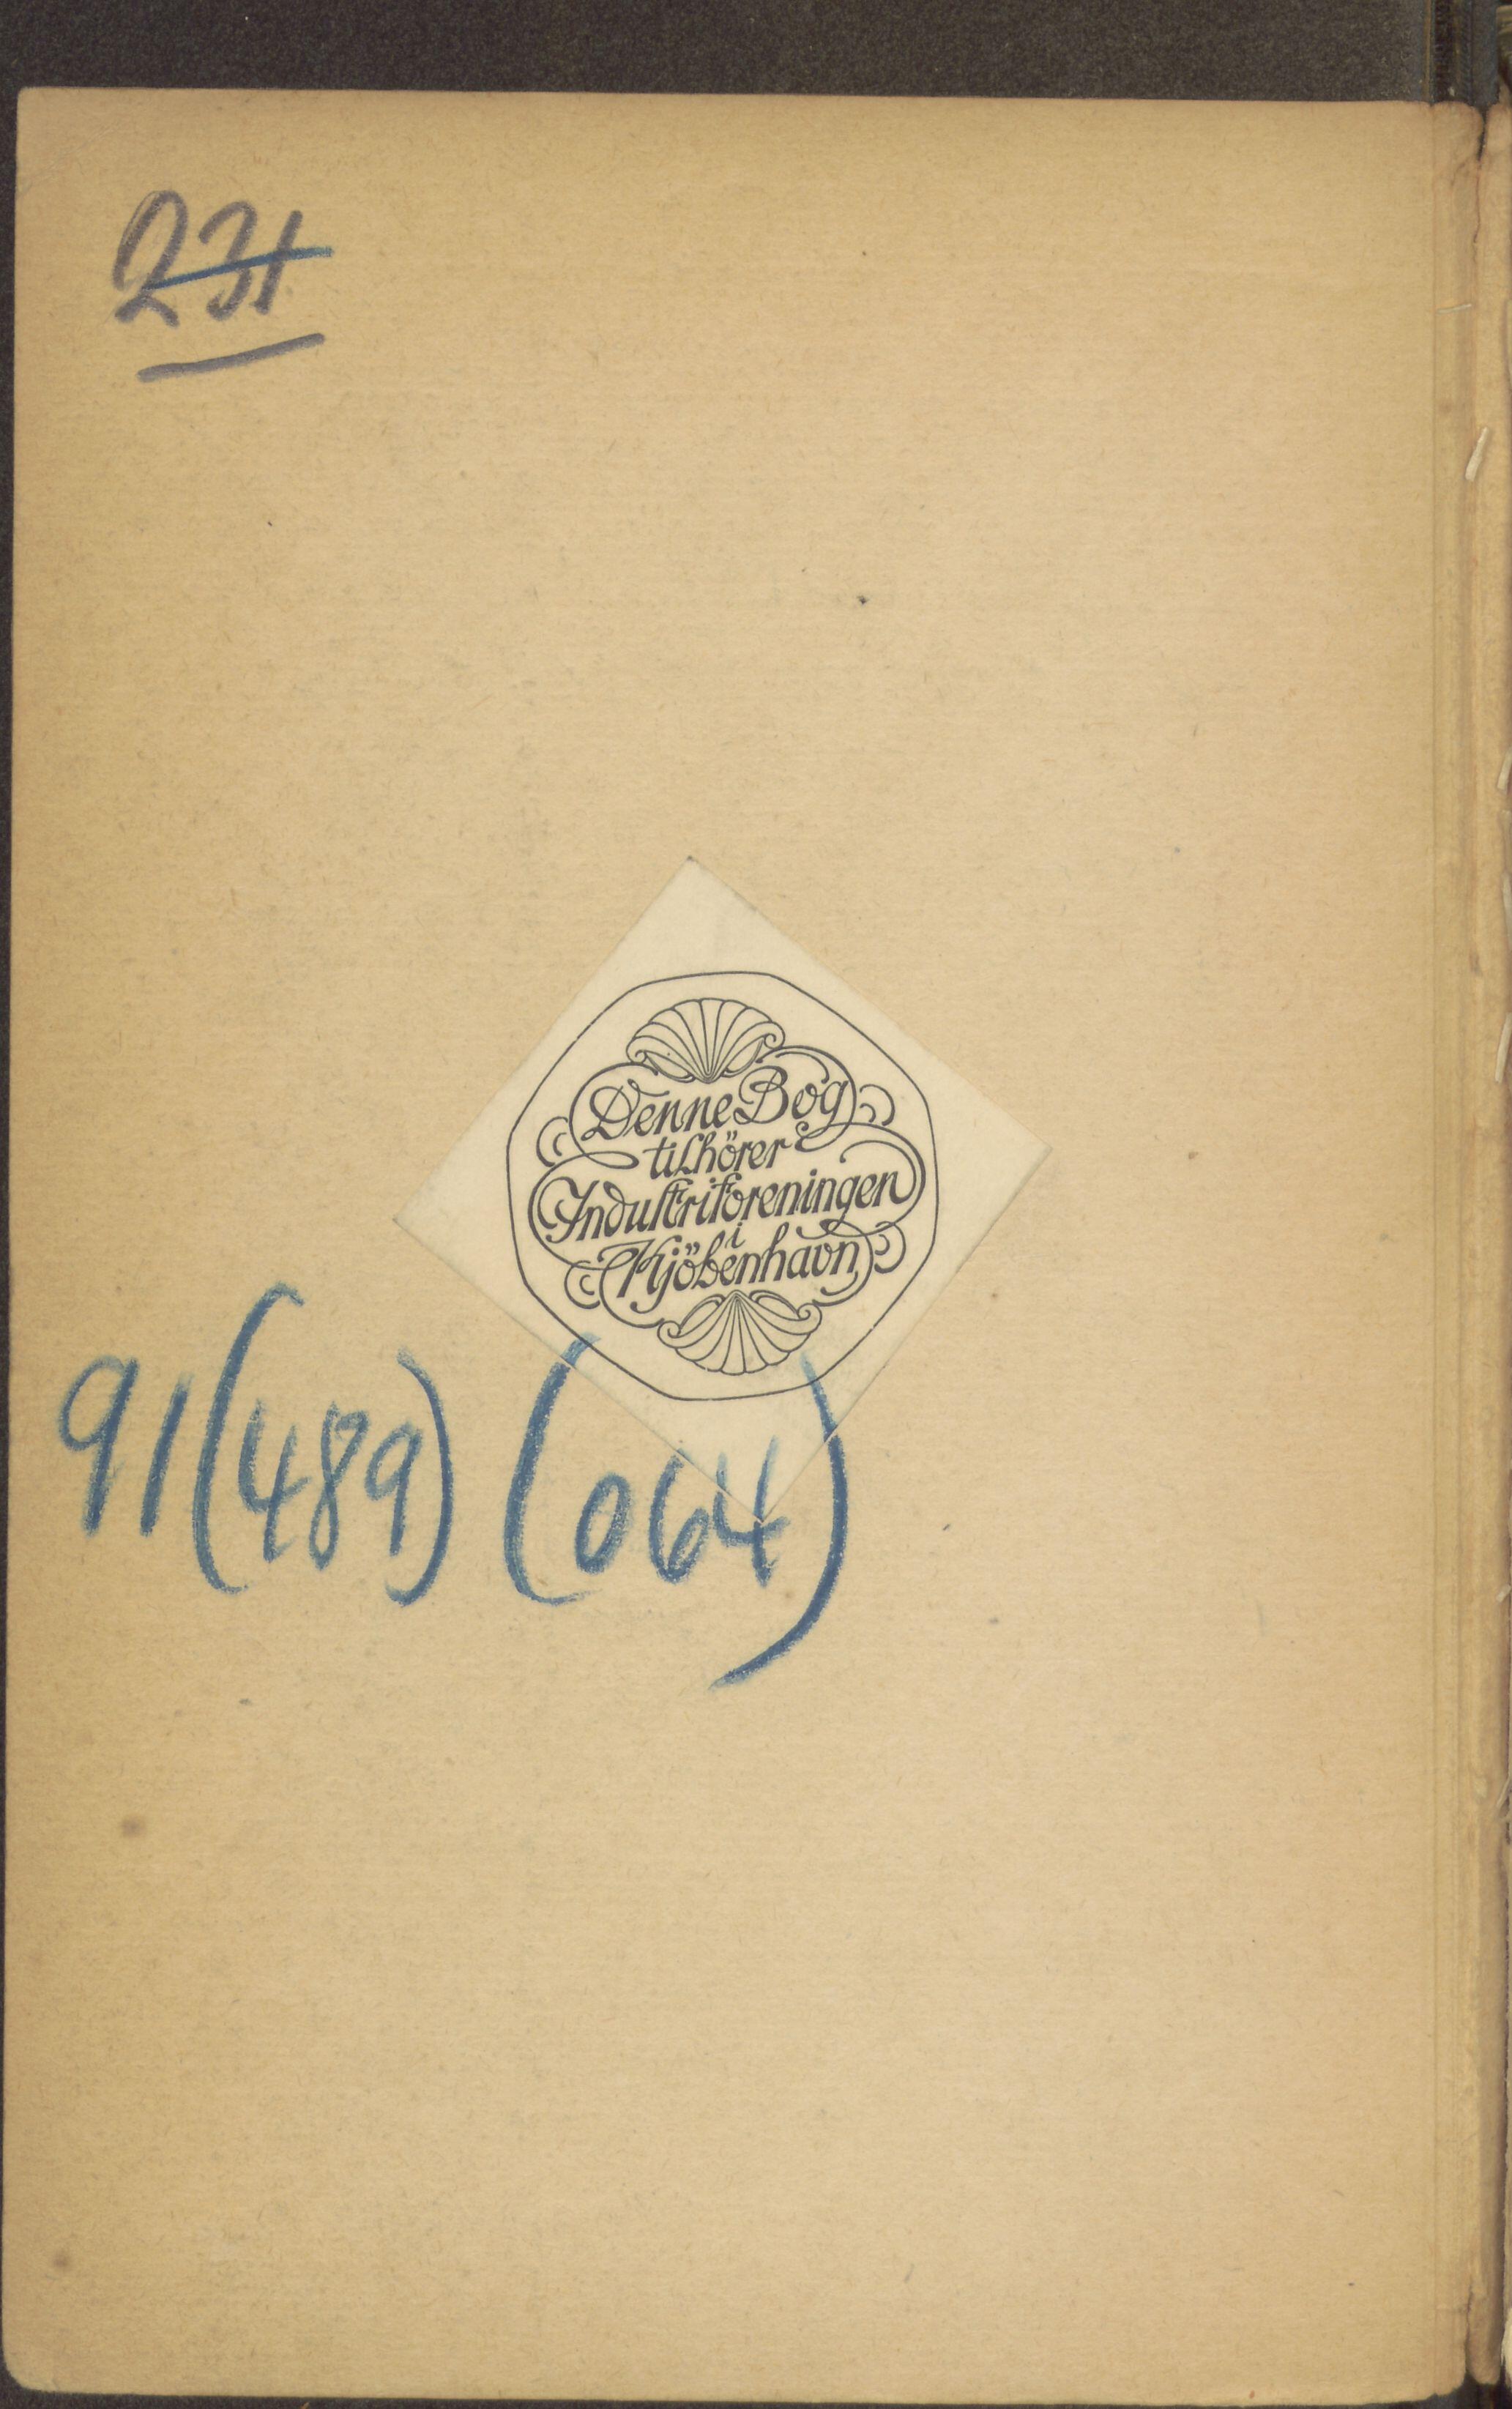 231
Denne Bog
tilhörer
Industriforeningen
i
Kjöbenhavn
91(489) (064)